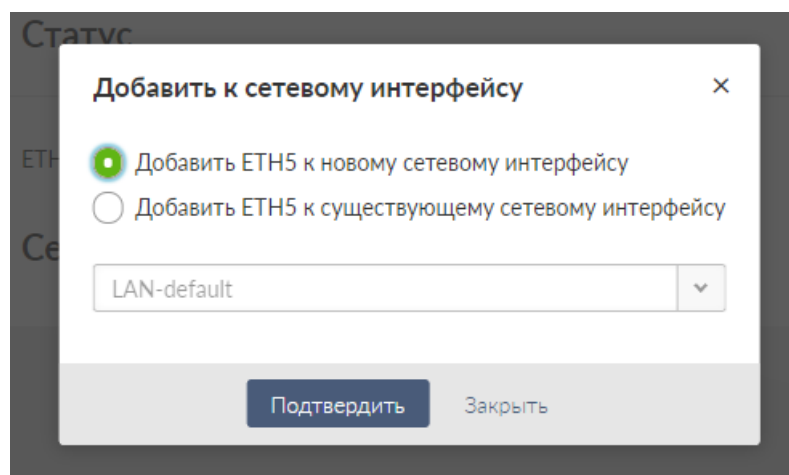 Статус
Добавить к сетевому интерфейсу
ETH
Добавить ETH5 к новому сетевому интерфейсу
Добавить ETH5 к существующему сетевому интерфейсу
Се
LAN-default
Подтвердить
Закрыть